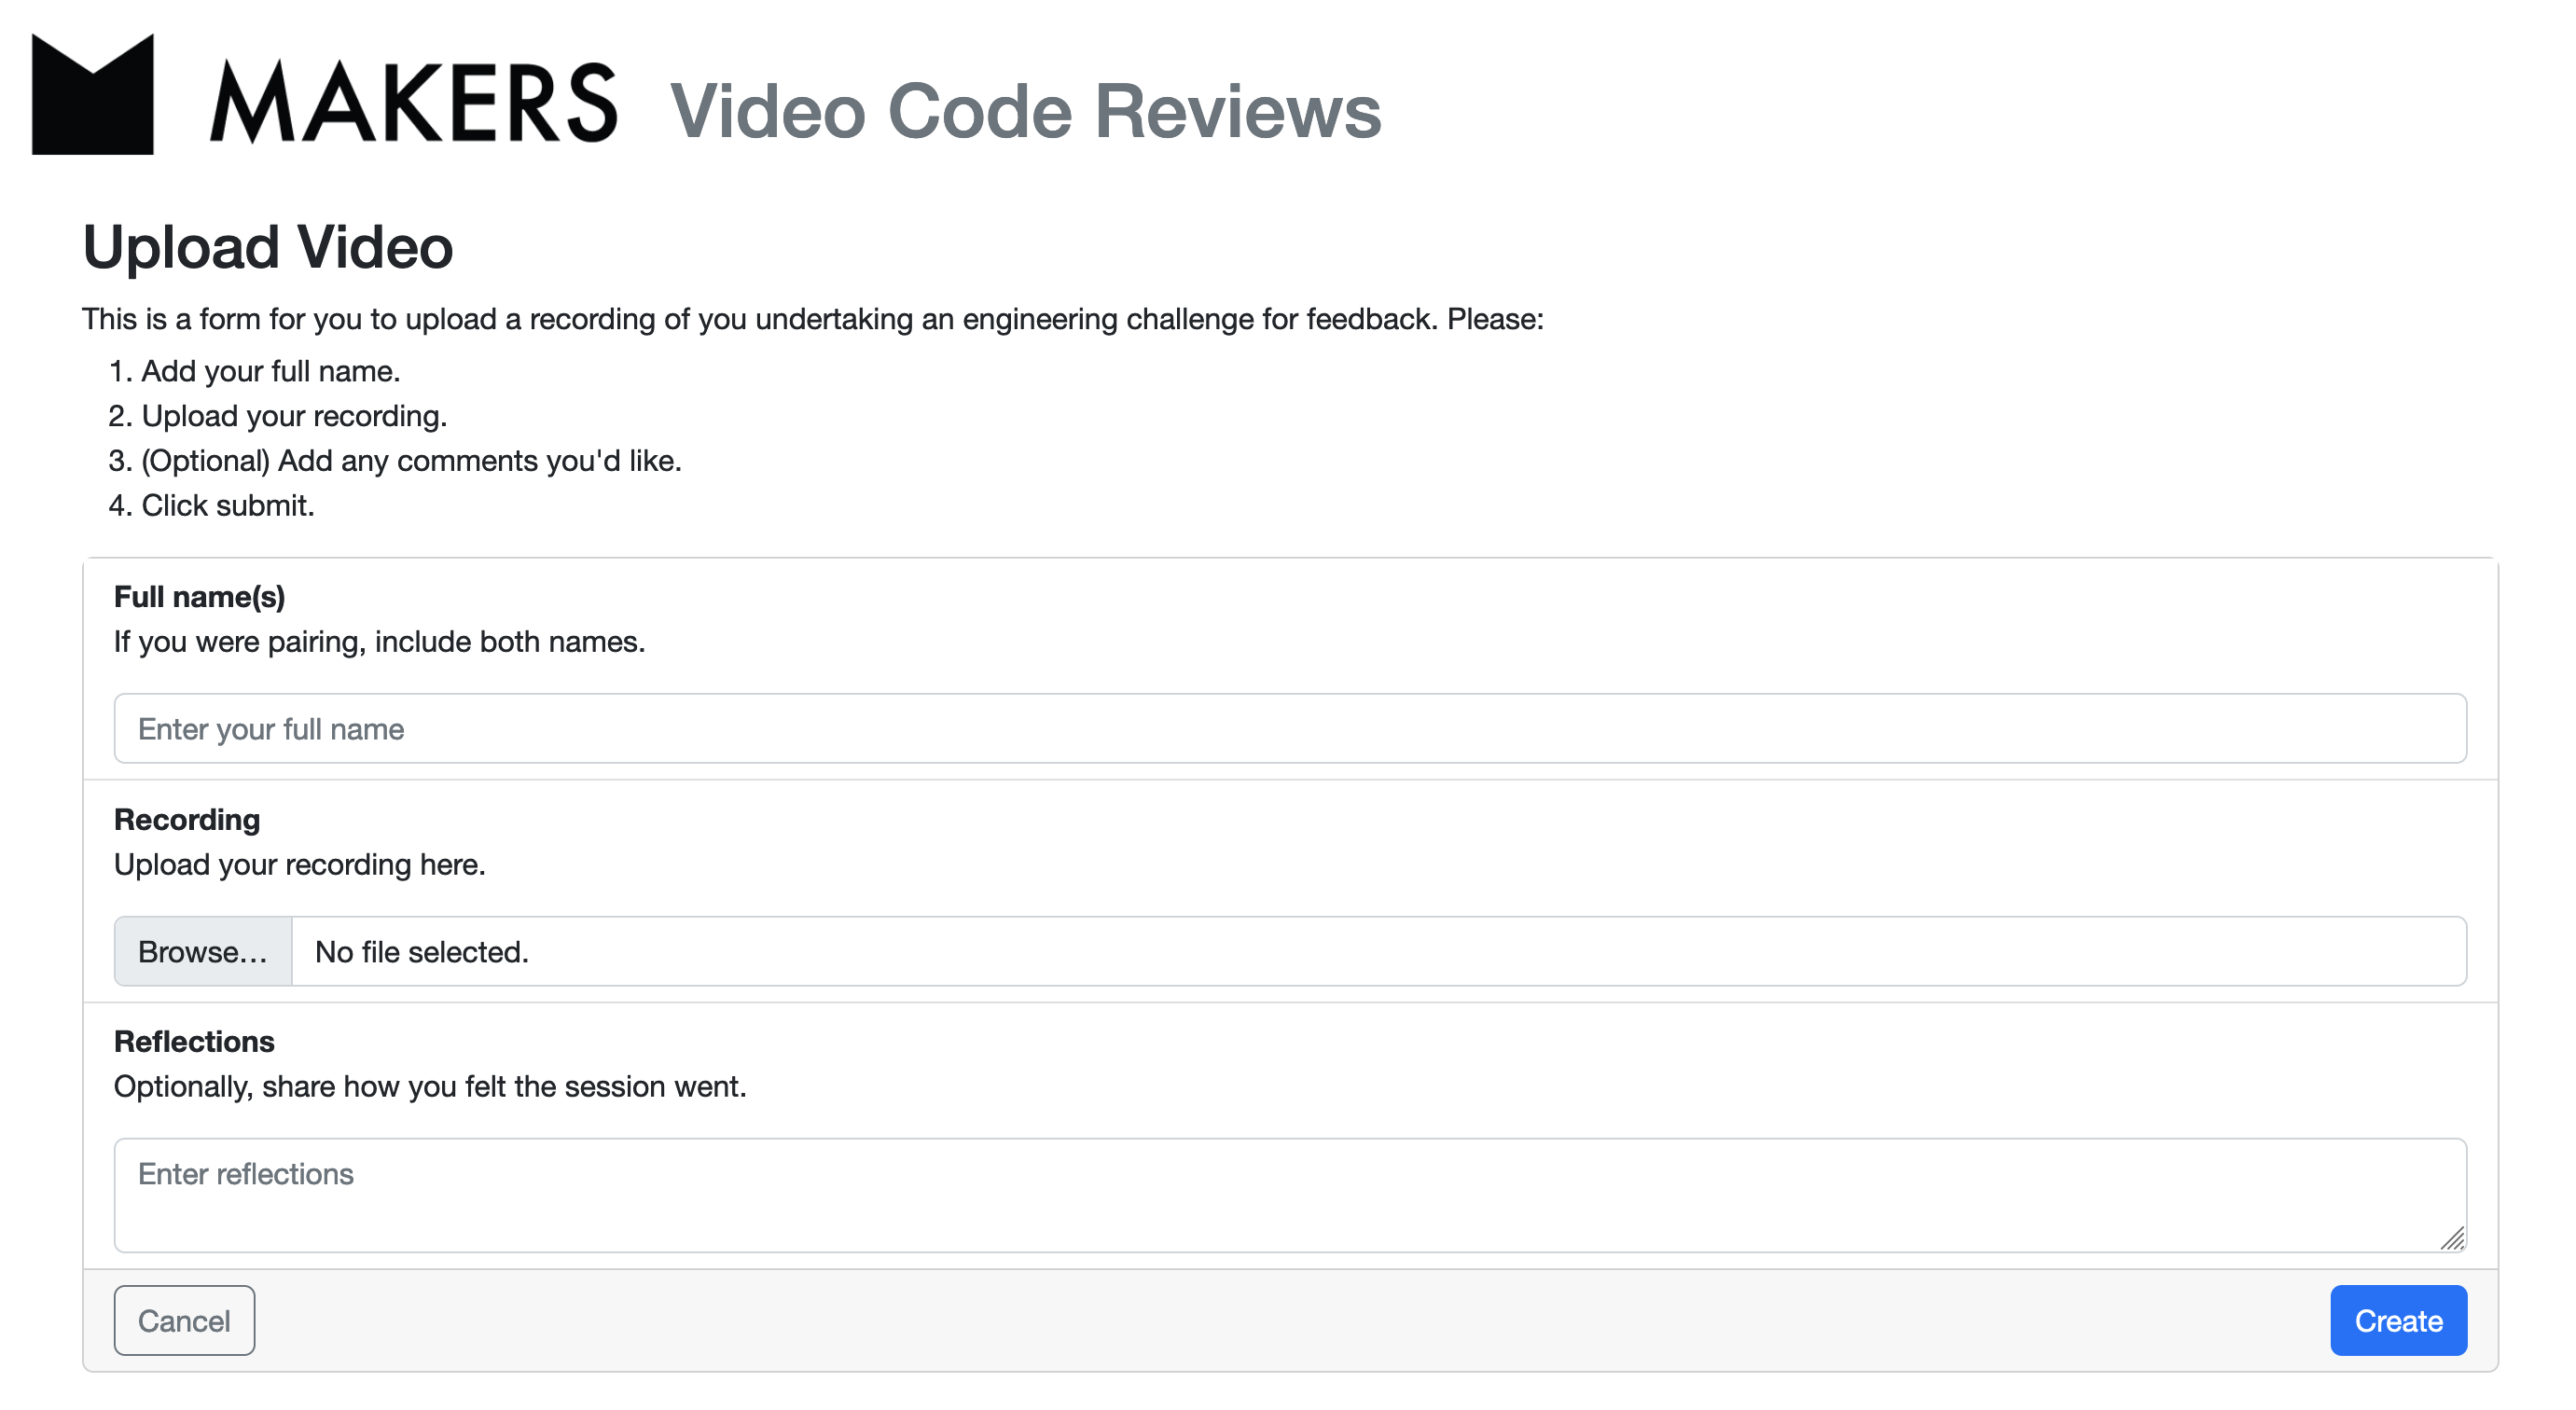 MAKERS Video Code Reviews
Upload Video
This is a form for you to upload a recording of you undertaking an engineering challenge for feedback. Please:
1. Add your full name.
2. Upload your recording.
3. (Optional) Add any comments you'd like.
4. Click submit.
Full name(s)
If you were pairing, include both names.
Enter your full name
Recording
Upload your recording here.
Browse... No file selected.
Reflections
Optionally, share how you felt the session went.
Enter reflections
Cancel Create